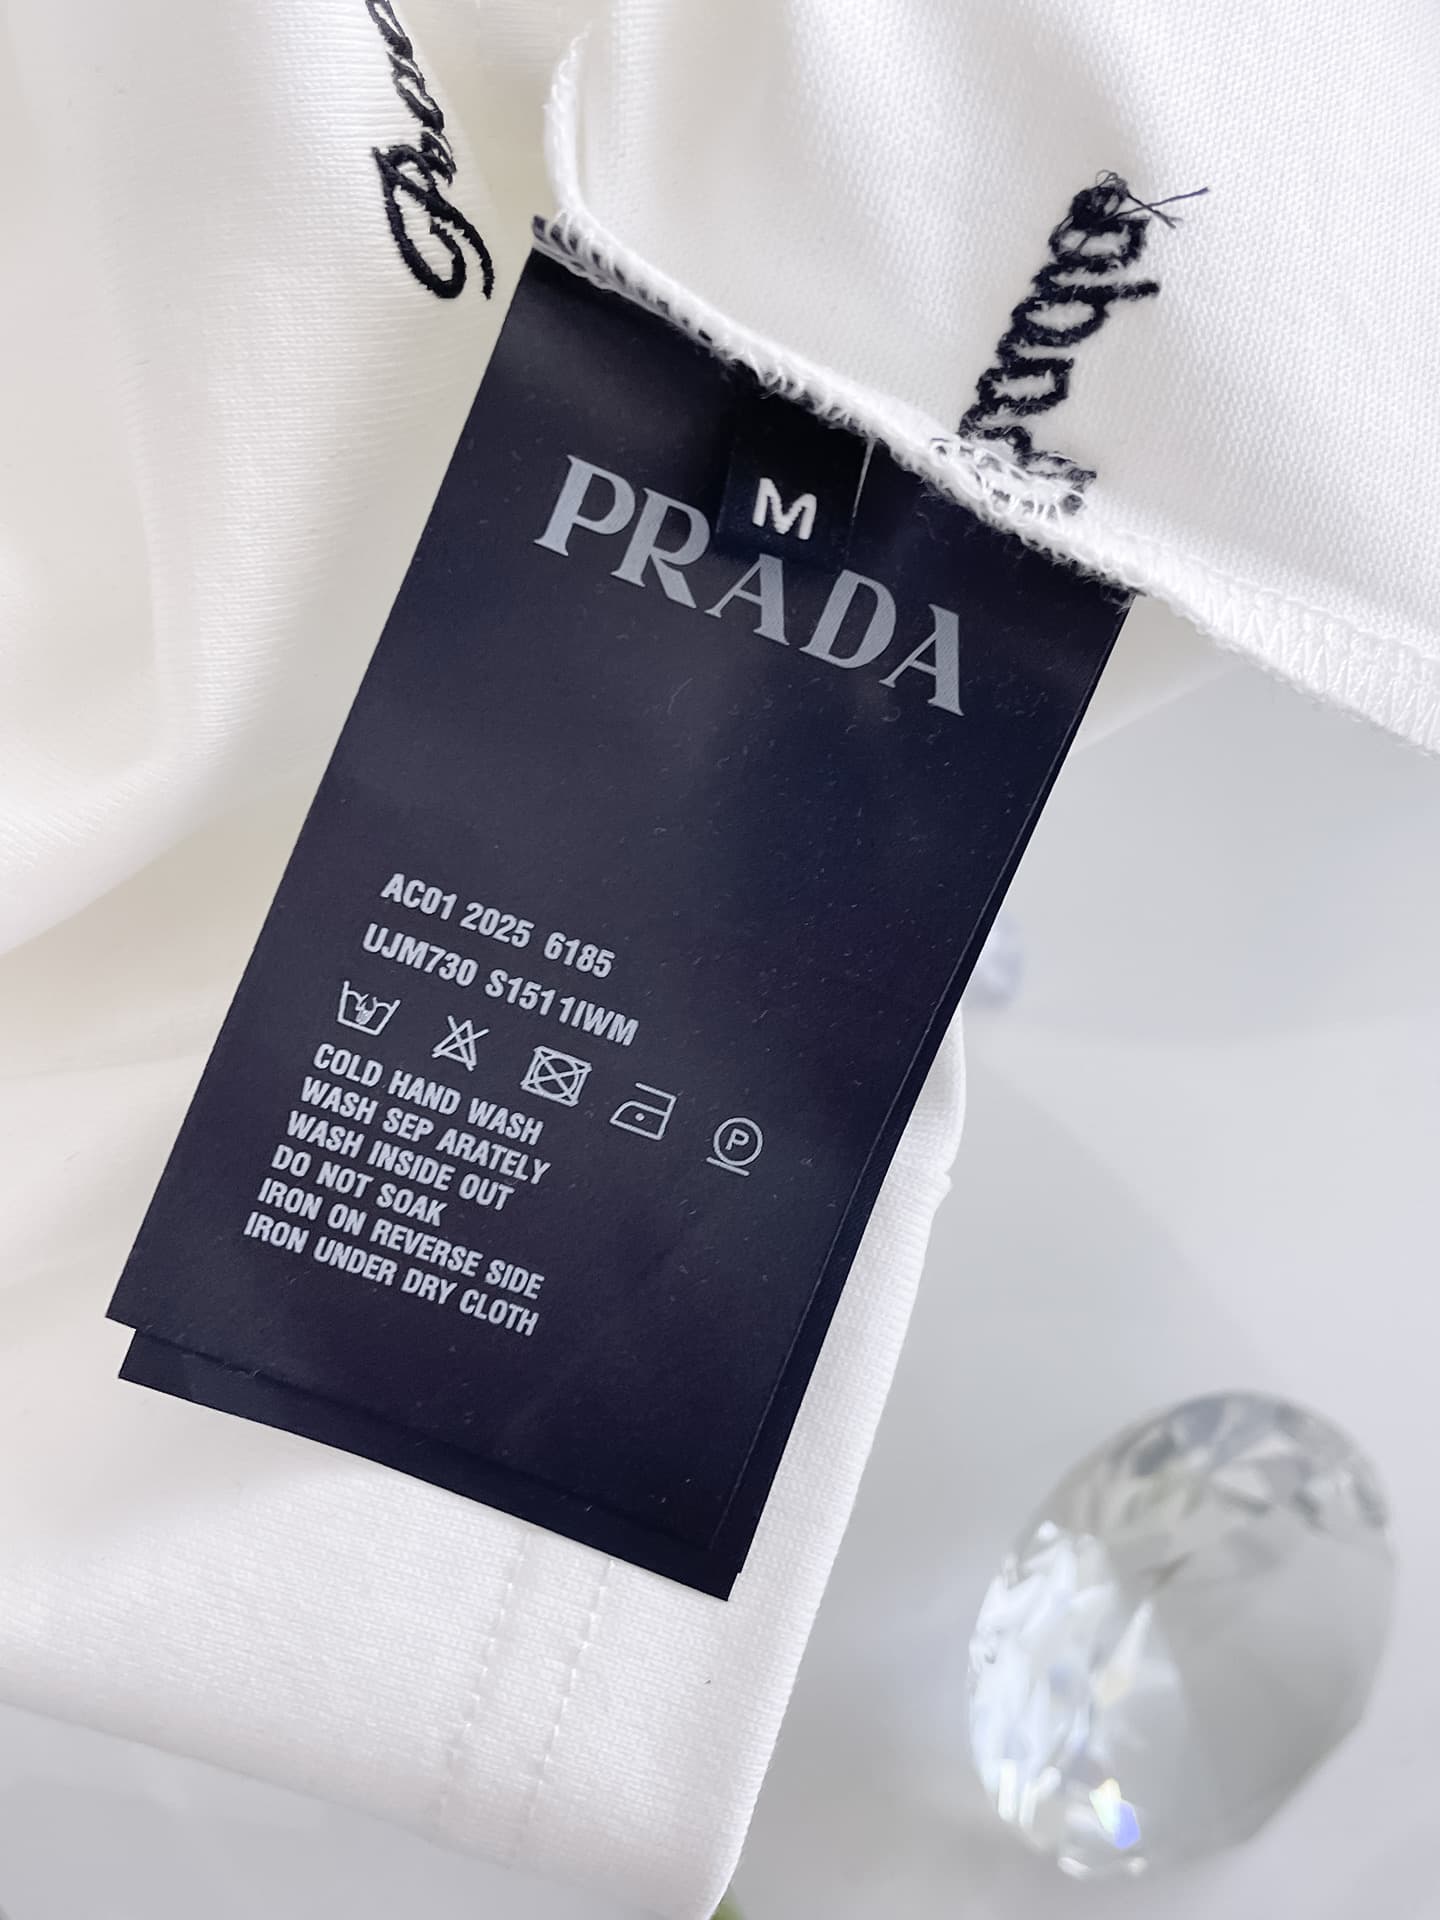 M
PRADA
AC01 2025 6185
UJM730 S1511IWM
P
COLD HAND WASH
WASH SEP ARATELY
WASH INSIDE OUT
DO NOT SOAK
IRON ON REVERSE SIDE
IRON UNDER DRY CLOTH